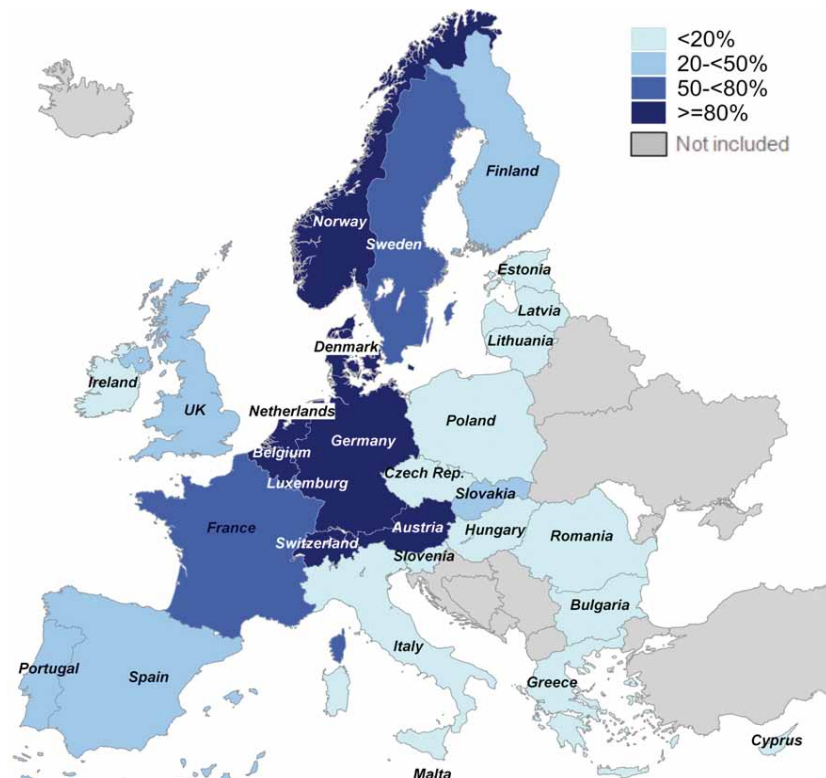 <20%
20-<50%
50-<80%
>=80%
Not included
Finland
Norway
Sweden
Estonia
Latvia
Lithuania
Denmark
Ireland
UK
Netherlands
Poland
Germany
Belgium
Czech Rep.
Luxemburg
Slovakia
France
Austria
Hungary
Romania
Switzerland
Slovenia
Bulgaria
Italy
Portugal
Spain
Greece
Cyprus
Malta